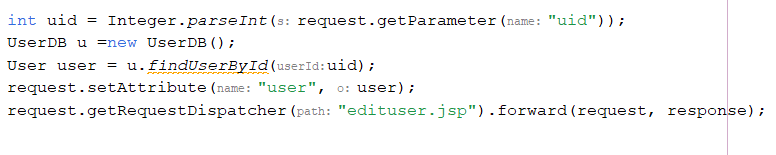 int uid = Integer.parseInt(s: request.getParameter(name: "uid"));
UserDB u =new UserDB();
User user = u.findUserById(userId:uid);
request.setAttribute(name: "user", o: user);
request.getRequestDispatcher(path: "edituser.jsp").forward(request, response);